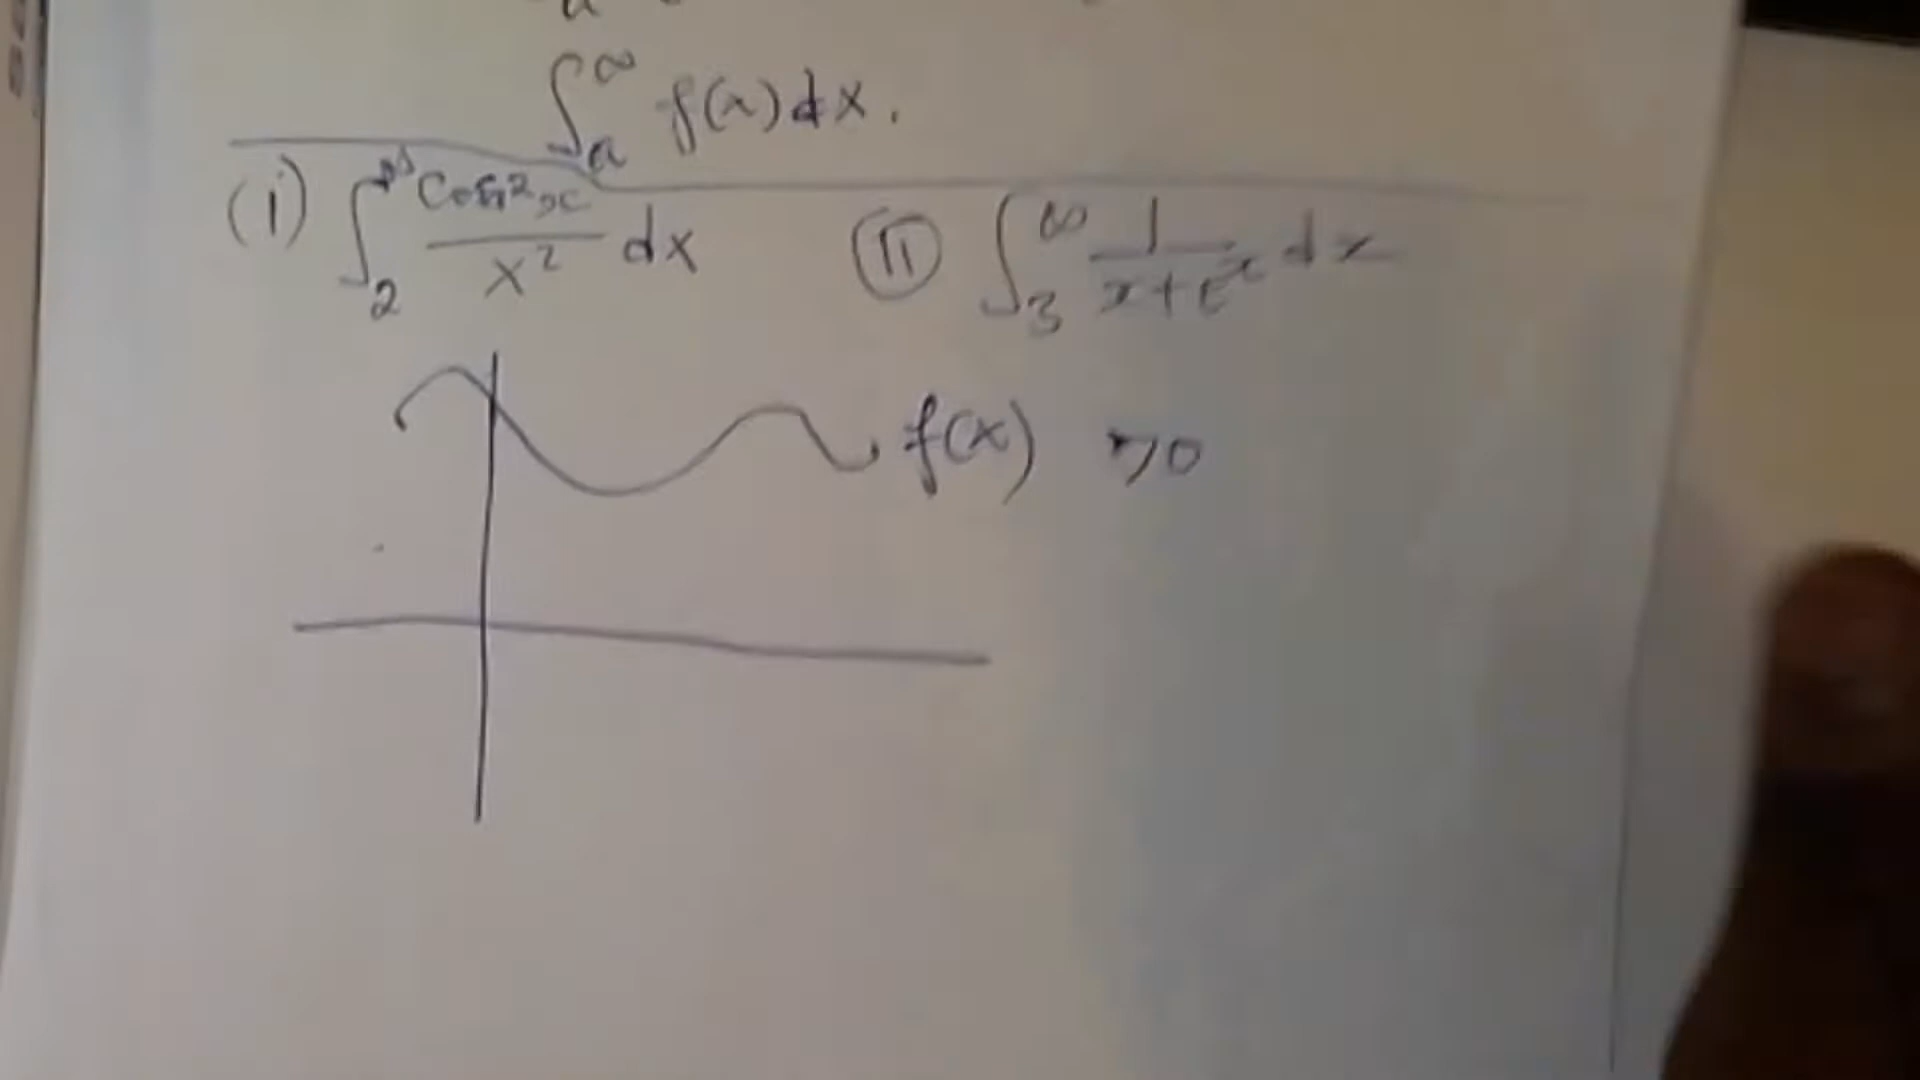 ∫_a^∞ f(x)dx.
(i) ∫_2^∞ cos²x/x² dx (ii) ∫_3^∞ 1/(x+e^x) dx
f(x) ≥0